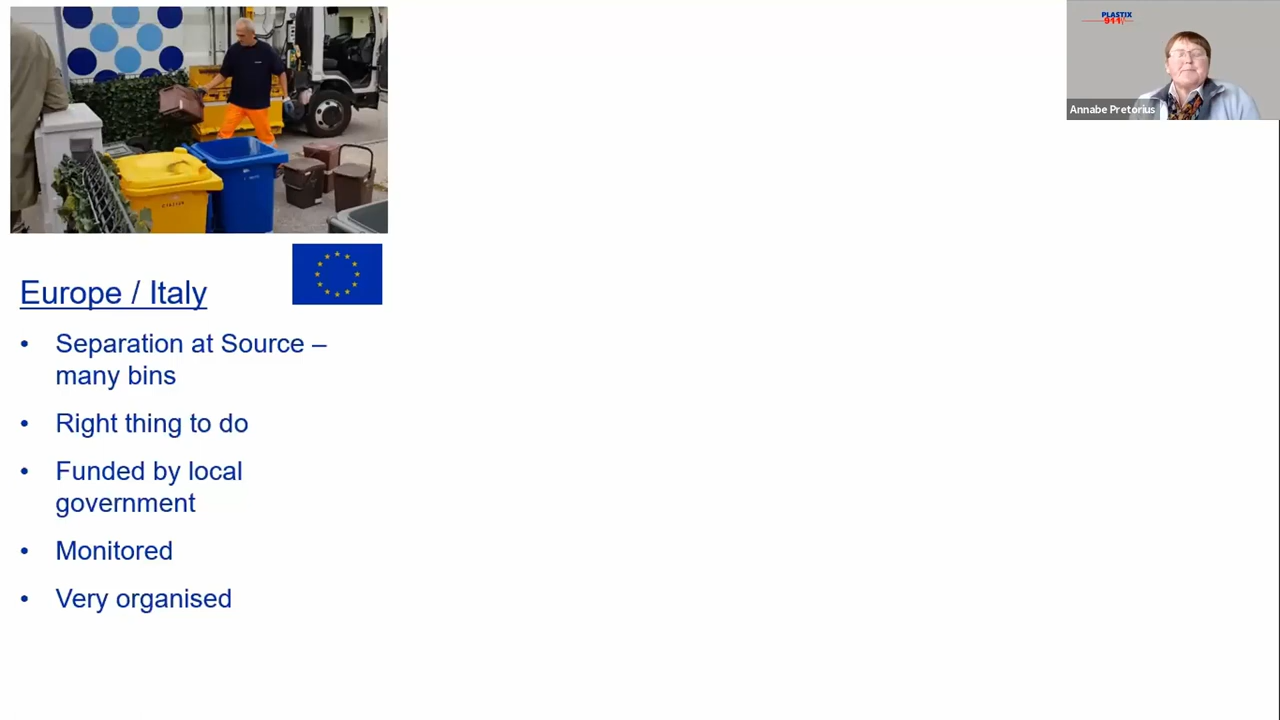 PLASTIX
911
Annabe Pretorius
Europe / Italy
• Separation at Source –
many bins
• Right thing to do
• Funded by local
government
• Monitored
• Very organised